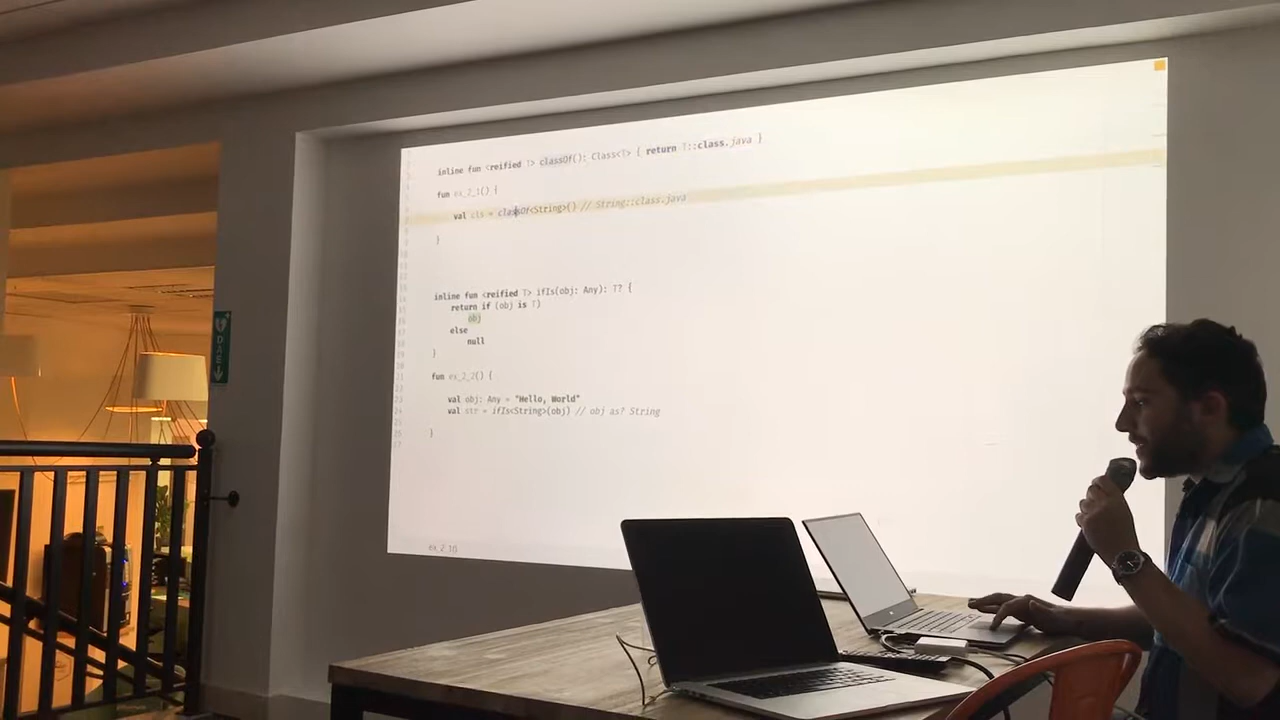 inline fun <reified T> classOf(): Class<T> { return T::class.java }
fun ex_2_1() {
val cls = classOf<String>() // String::class.java
}
inline fun <reified T> ifIs(obj: Any): T? {
return if (obj is T)
obj
else
null
}
fun ex_2_2() {
val obj: Any = "Hello, World"
val str = ifIs<String>(obj) // obj as? String
}
DAE